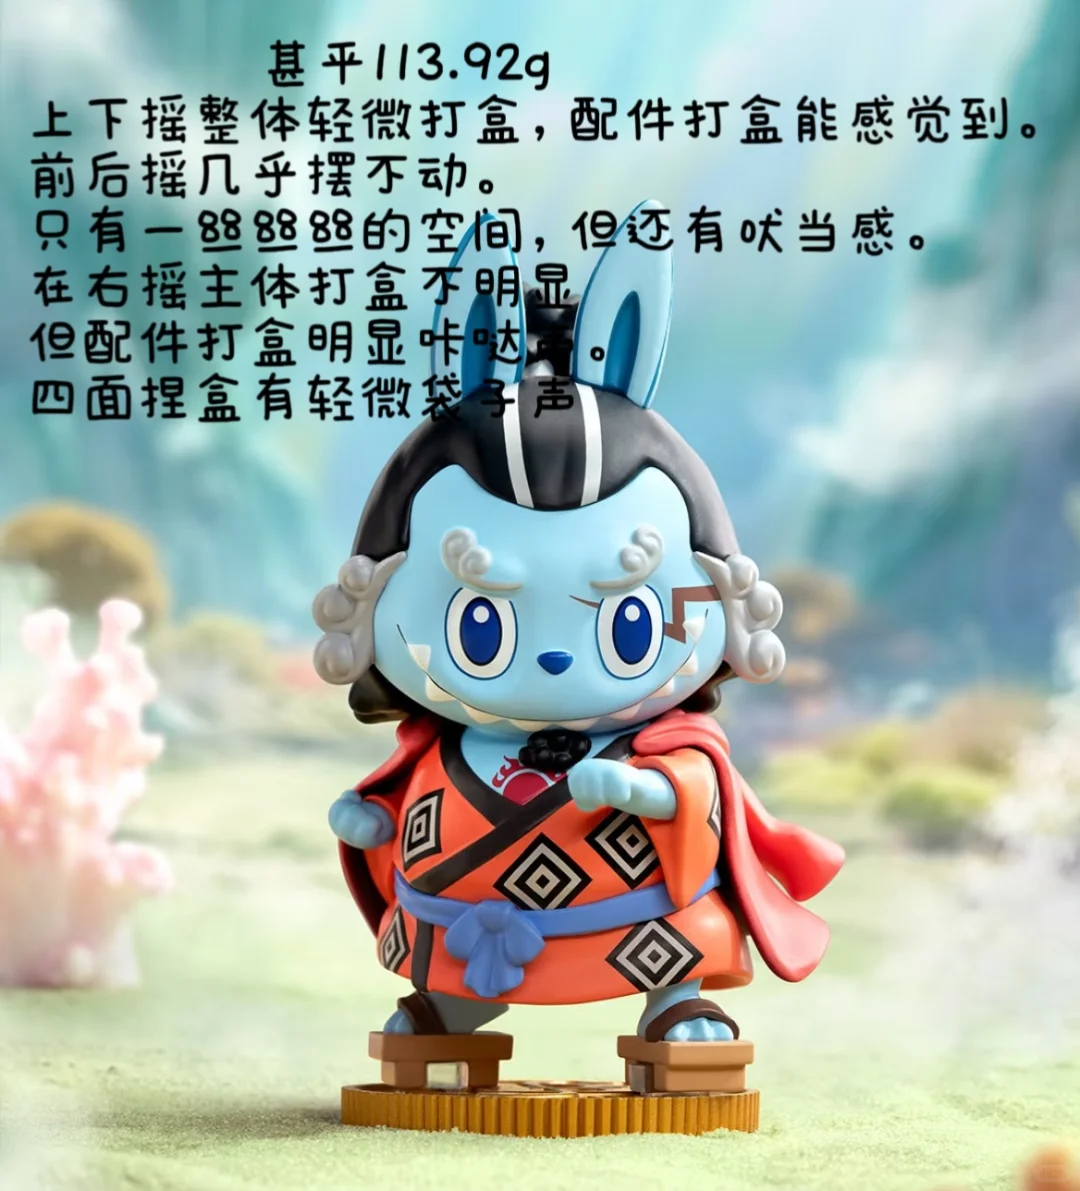 甚平113.92g
上下摇整体轻微打盒，配件打盒能感觉到。
前后摇几乎摆不动。
只有一丝丝丝的空间，但还有吠当感。
在右摇主体打盒不明显
但配件打盒明显咔哒声。
四面捏盒有轻微袋子声